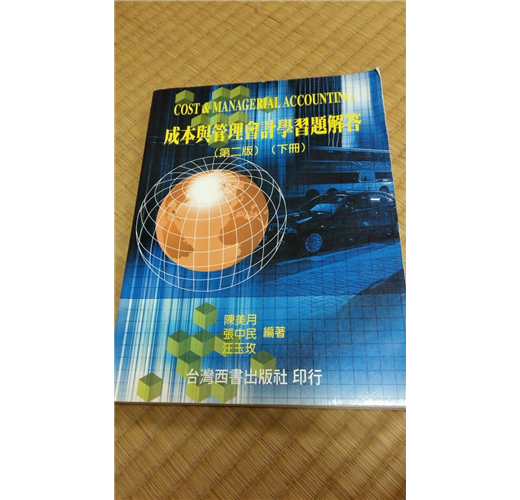 COST & MANAGERIAL ACCOUNTING
成本與管理會計學習題解答
(第二版) (下冊)
陳美月
張中民 編著
汪玉玫
台灣西書出版社 印行